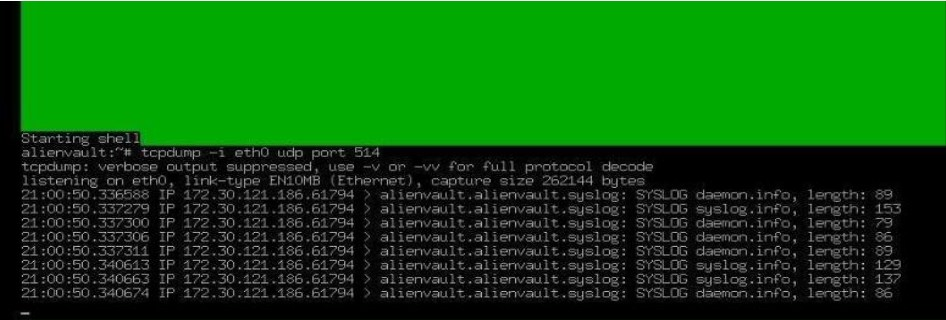 Starting shell
alienvault:~# tcpdump -i eth0 udp port 514
tcpdump: verbose output suppressed, use -v or -vv for full protocol decode
listening on eth0, link-type EN10MB (Ethernet), capture size 262144 bytes
21:00:50.336588 IP 172.30.121.186.61794 > alienvault.alienvault.syslog: SYSLOG daemon.info, length: 89
21:00:50.337279 IP 172.30.121.186.61794 > alienvault.alienvault.syslog: SYSLOG syslog.info, length: 153
21:00:50.337300 IP 172.30.121.186.61794 > alienvault.alienvault.syslog: SYSLOG daemon.info, length: 79
21:00:50.337306 IP 172.30.121.186.61794 > alienvault.alienvault.syslog: SYSLOG daemon.info, length: 86
21:00:50.337311 IP 172.30.121.186.61794 > alienvault.alienvault.syslog: SYSLOG daemon.info, length: 89
21:00:50.340613 IP 172.30.121.186.61794 > alienvault.alienvault.syslog: SYSLOG syslog.info, length: 129
21:00:50.340663 IP 172.30.121.186.61794 > alienvault.alienvault.syslog: SYSLOG syslog.info, length: 137
21:00:50.340674 IP 172.30.121.186.61794 > alienvault.alienvault.syslog: SYSLOG daemon.info, length: 86